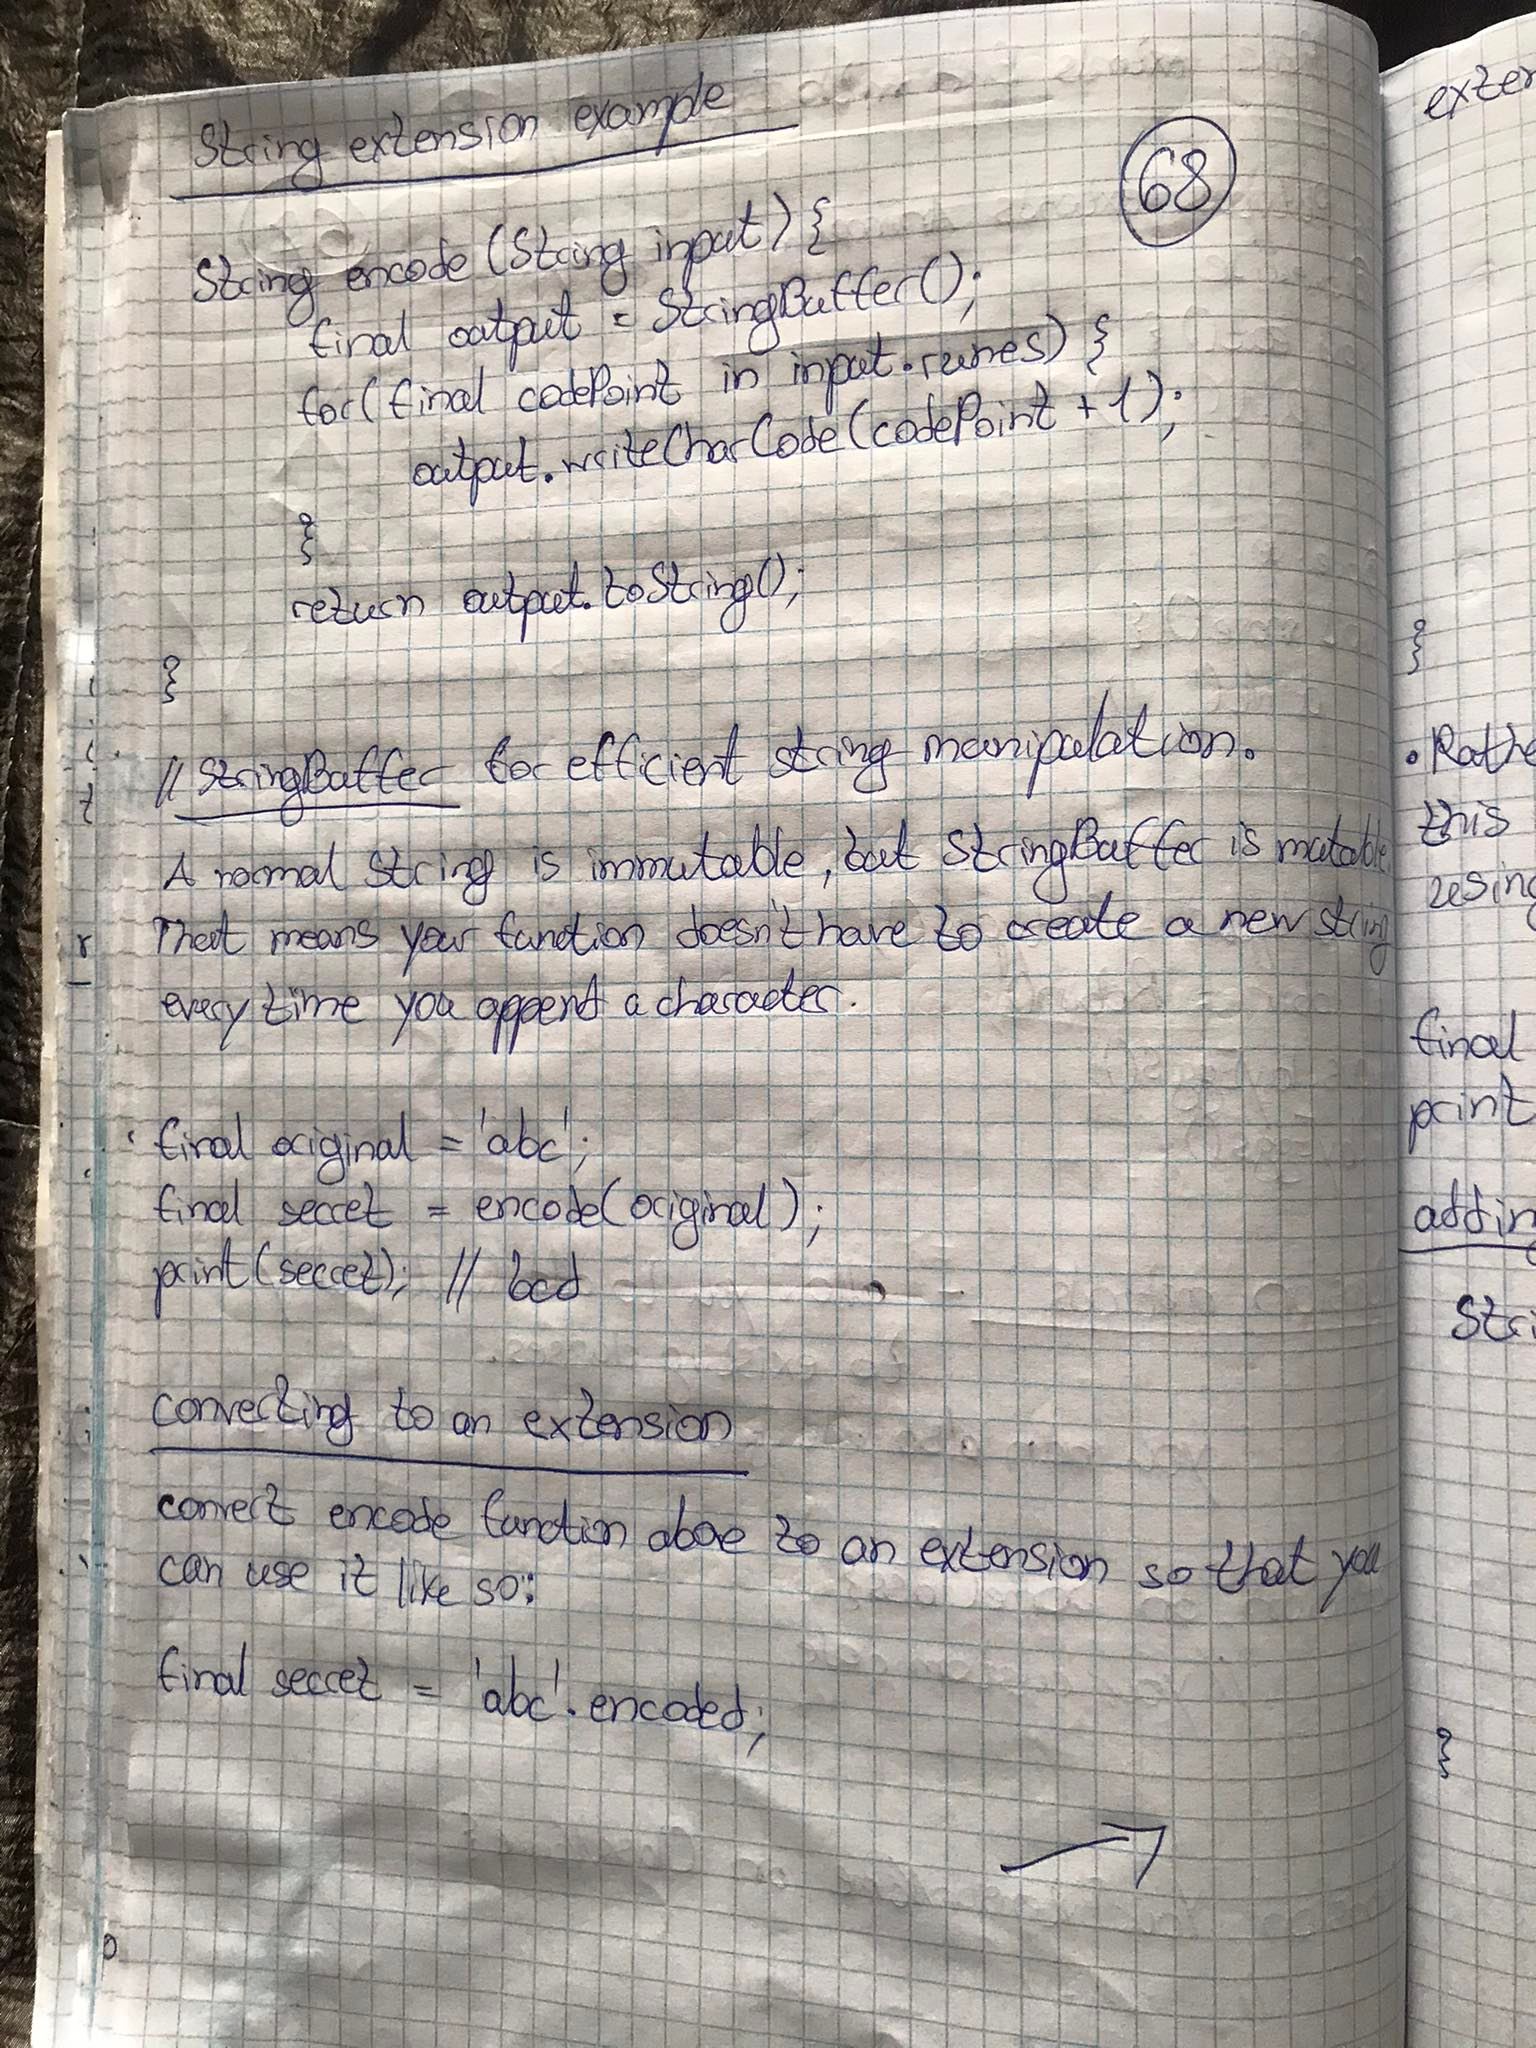 String extension example
68
String encode (String input) {
final output = StringBuffer();
for (final codePoint in input.runes) {
output.writeCharCode(codePoint + 1);
}
return output.toString();
}
// StringBuffer for efficient string manipulation.
A normal String is immutable, but StringBuffer is mutable.
That means your function doesn't have to create a new string
every time you append a character.
final original = 'abc';
final secret = encode(original);
print(secret); // bcd
converting to an extension
convert encode function above to an extension so that you
can use it like so:
final secret = 'abc'.encoded;
}
• Rathe
this
using
final
print
addin
Stri
}